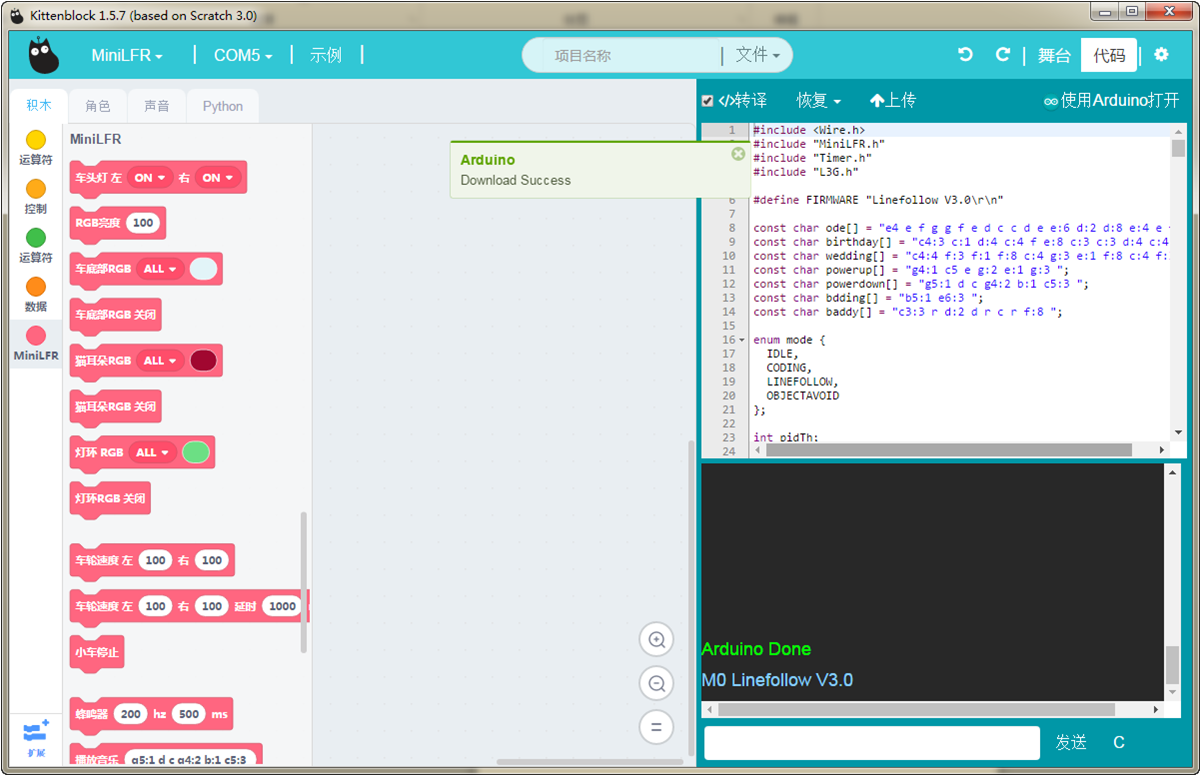 Kittenblock 1.5.7 (based on Scratch 3.0)
MiniLFR COM5 示例 项目名称 文件 舞台 代码
积木 角色 声音 Python
</>转译 恢复 上传 使用Arduino打开
运算符
控制
运算符
数据
MiniLFR
扩展
MiniLFR
车头灯 左 ON 右 ON
RGB亮度 100
车底部RGB ALL
车底部RGB 关闭
猫耳朵RGB ALL
猫耳朵RGB 关闭
灯环 RGB ALL
灯环RGB 关闭
车轮速度 左 100 右 100
车轮速度 左 100 右 100 延时 1000
小车停止
蜂鸣器 200 hz 500 ms
播放音乐 g5:1 d c g4:2 b:1 c5:3
Arduino
Download Success
1 #include <Wire.h>
#include "MiniLFR.h"
#include "Timer.h"
#include "L3G.h"
6 #define FIRMWARE "Linefollow V3.0\r\n"
7
8 const char ode[] = "e4 e f g g f e d c c d e e:6 d:2 d:8 e:4 e
9 const char birthday[] = "c4:3 c:1 d:4 c:4 f e:8 c:3 c:3 d:4 c:4
10 const char wedding[] = "c4:4 f:3 f:1 f:8 c:4 g:3 e:1 f:8 c:4 f:
11 const char powerup[] = "g4:1 c5 e g:2 e:1 g:3 ";
12 const char powerdown[] = "g5:1 d c g4:2 b:1 c5:3 ";
13 const char bdding[] = "b5:1 e6:3 ";
14 const char baddy[] = "c3:3 r d:2 d r c r f:8 ";
15
16 enum mode {
17 IDLE,
18 CODING,
19 LINEFOLLOW,
20 OBJECTAVOID
21 };
22
23 int pidTh;
24
Arduino Done
M0 Linefollow V3.0
发送 C